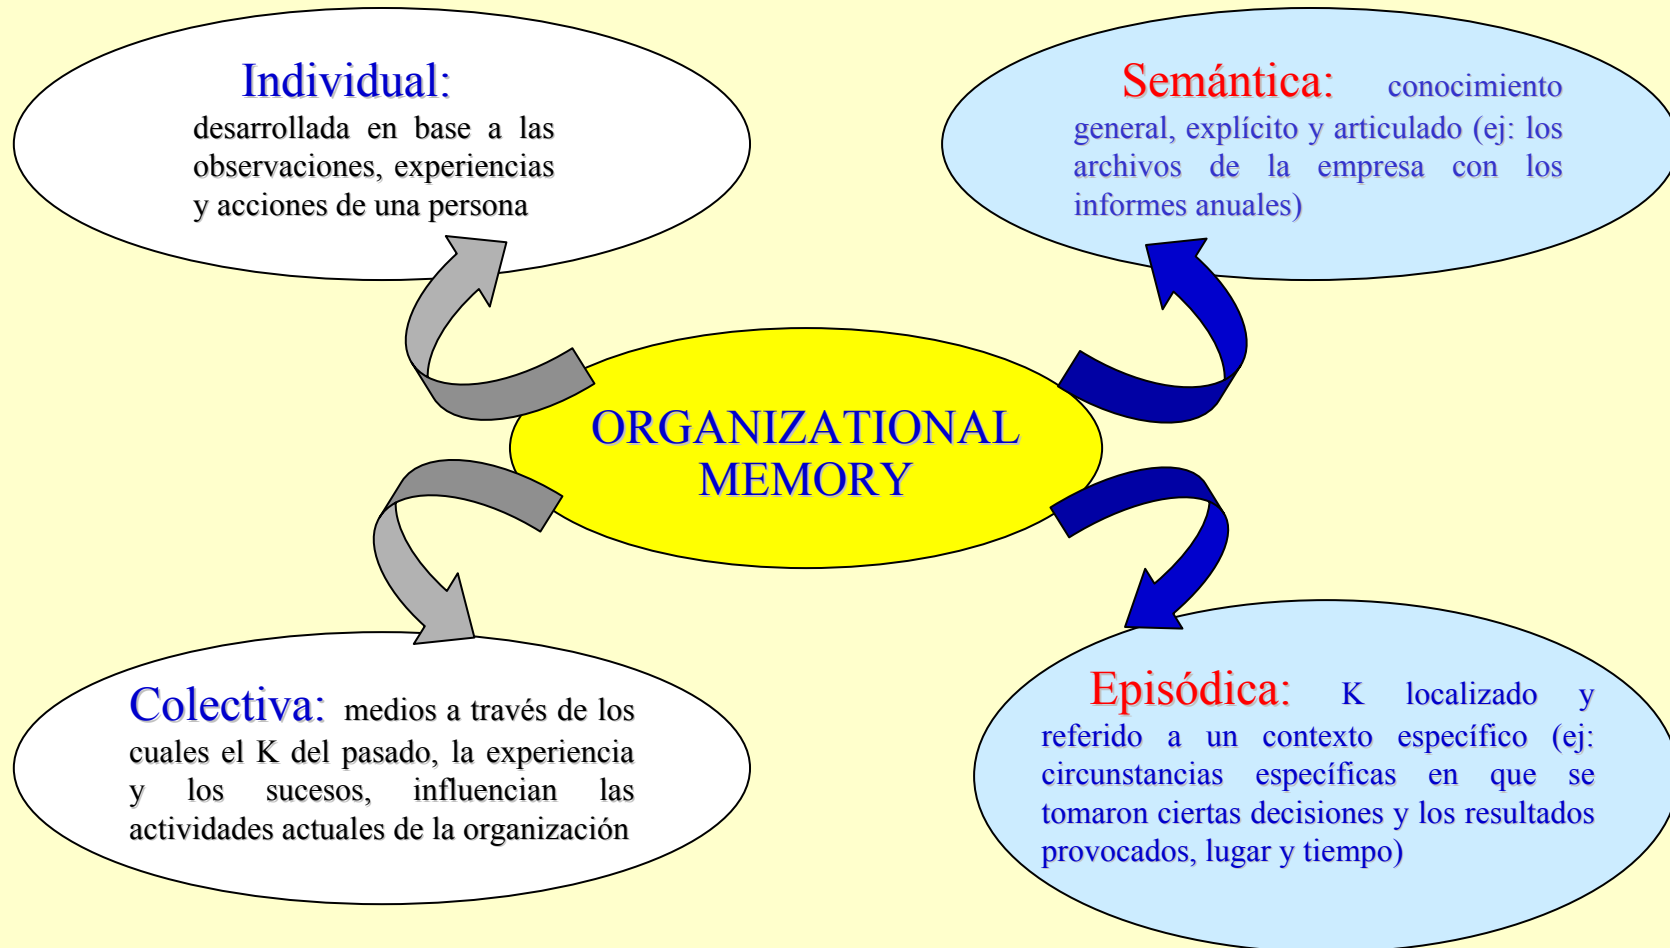 Individual:
desarrollada en base a las
observaciones, experiencias
y acciones de una persona
Semántica: conocimiento
general, explícito y articulado (ej: los
archivos de la empresa con los
informes anuales)
ORGANIZATIONAL
MEMORY
Colectiva: medios a través de los
cuales el K del pasado, la experiencia
y los sucesos, influencian las
actividades actuales de la organización
Episódica: K localizado y
referido a un contexto específico (ej:
circunstancias específicas en que se
tomaron ciertas decisiones y los resultados
provocados, lugar y tiempo)